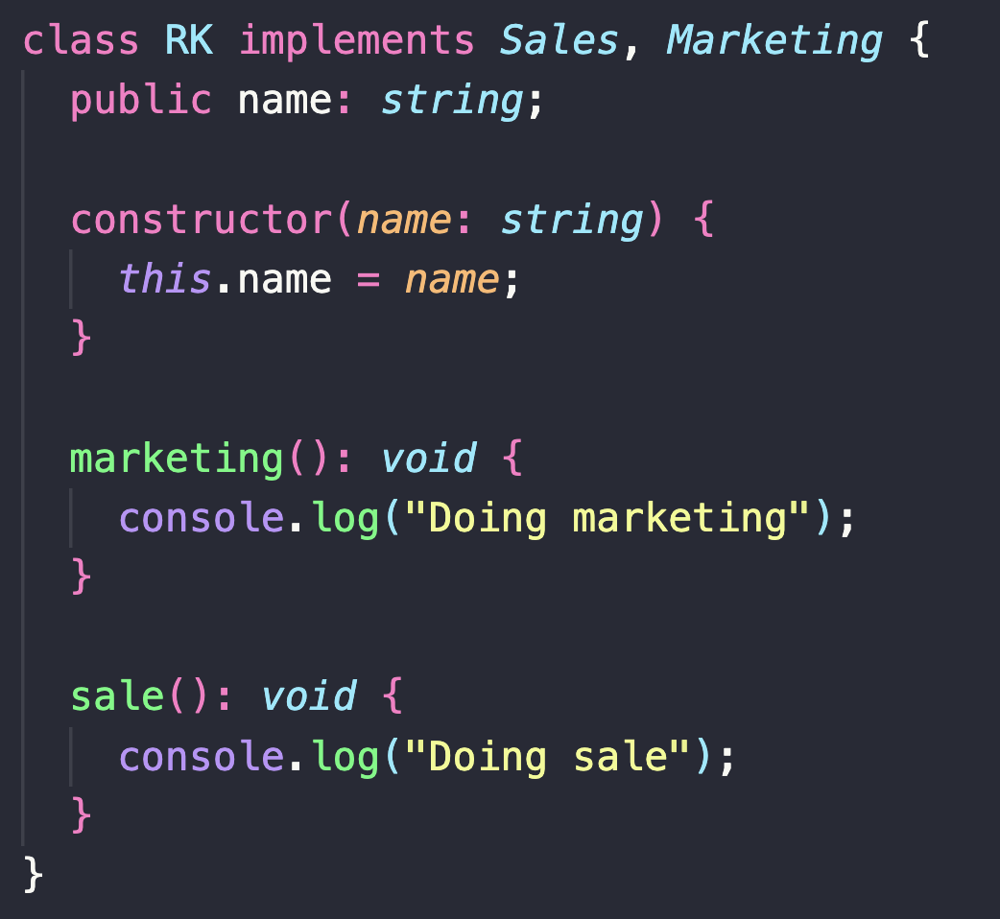 class RK implements Sales, Marketing {
  public name: string;

  constructor(name: string) {
    this.name = name;
  }

  marketing(): void {
    console.log("Doing marketing");
  }

  sale(): void {
    console.log("Doing sale");
  }
}